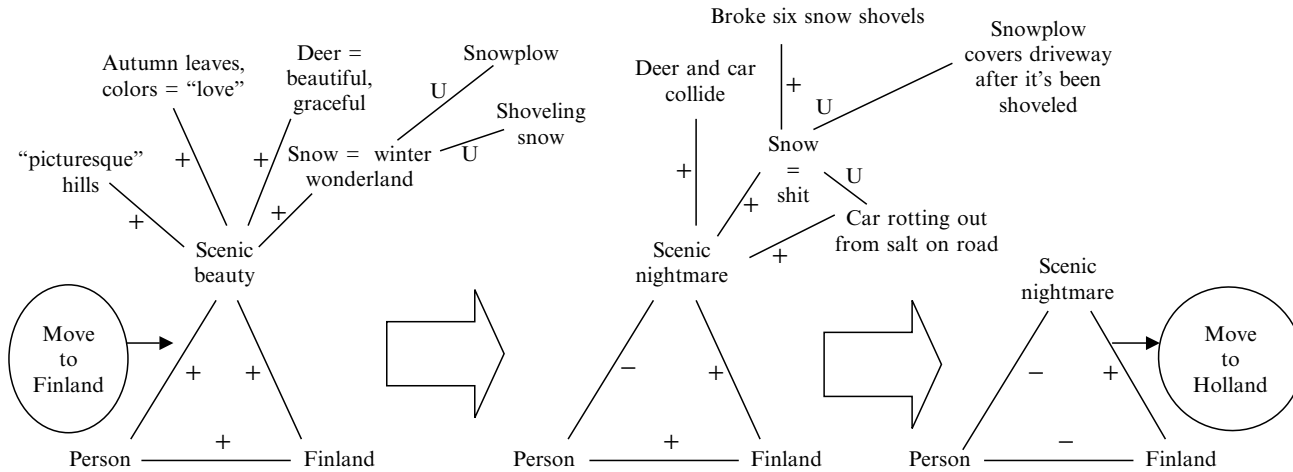 Autumn leaves,
colors = “love”
Deer =
beautiful,
graceful
Snowplow
U
Shoveling
snow
U
“picturesque”
hills
+
+
Snow = winter
wonderland
+
+
Scenic
beauty
Move
to
Finland
+
+
Person
+
Finland
Broke six snow shovels
Deer and car
collide
+
Snowplow
covers driveway
after it’s been
shoveled
U
Snow
=
shit
+
+
U
Car rotting out
from salt on road
+
Scenic
nightmare
−
+
Person
+
Finland
Scenic
nightmare
Move
to
Holland
−
+
Person
−
Finland